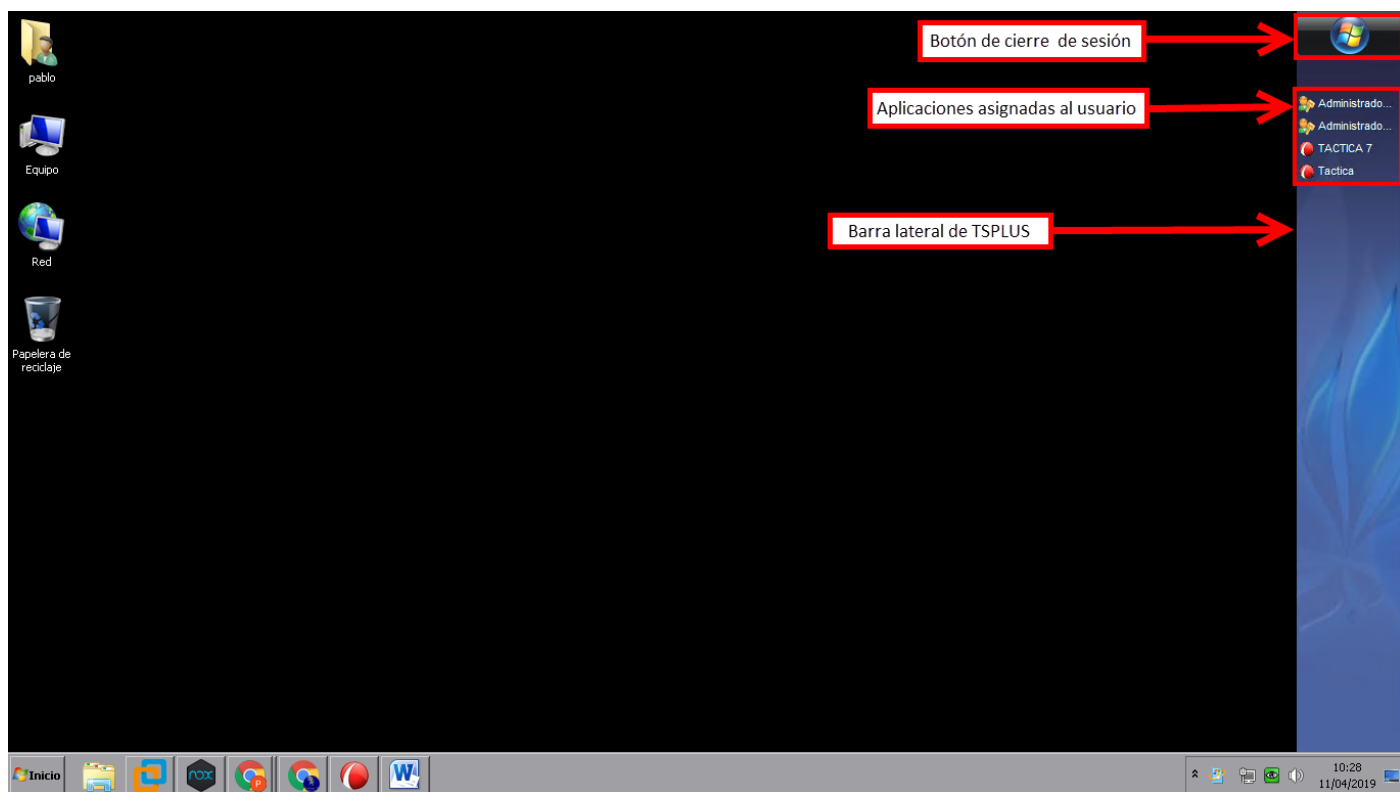 pablo
Equipo
Red
Papelera de
reciclaje
Botón de cierre de sesión
Aplicaciones asignadas al usuario
Barra lateral de TSPLUS
Administrado...
Administrado...
TACTICA 7
Tactica
Inicio
nox
P
W
10:28
11/04/2019